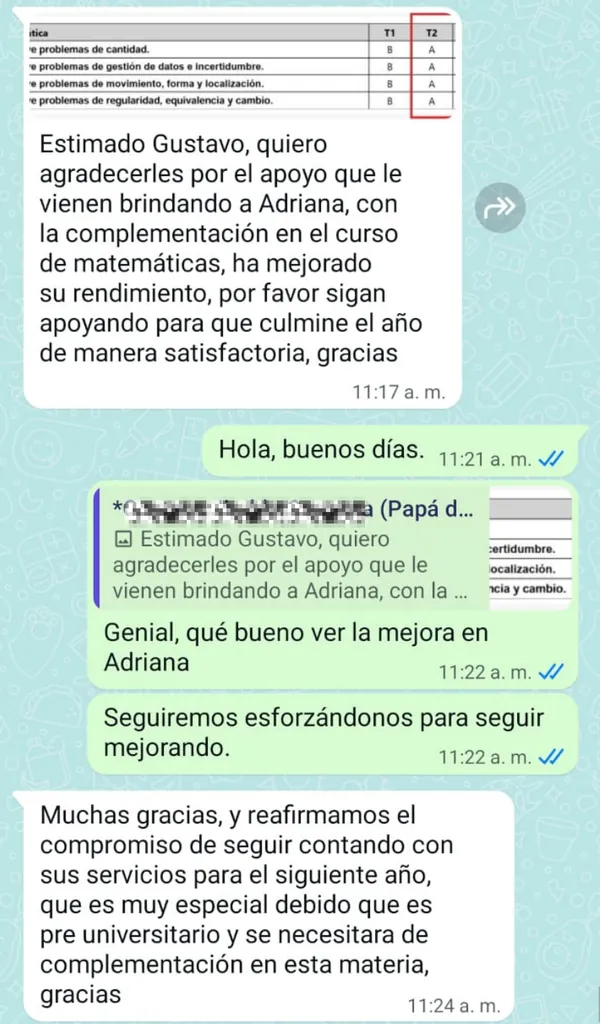 ática T1 T2
e problemas de cantidad. B A
e problemas de gestión de datos e incertidumbre. B A
e problemas de movimiento, forma y localización. B A
e problemas de regularidad, equivalencia y cambio. B A
Estimado Gustavo, quiero
agradecerles por el apoyo que le
vienen brindando a Adriana, con
la complementación en el curso
de matemáticas, ha mejorado
su rendimiento, por favor sigan
apoyando para que culmine el año
de manera satisfactoria, gracias
11:17 a. m.
Hola, buenos días. 11:21 a. m.
(Papá d...
Estimado Gustavo, quiero
agradecerles por el apoyo que le
vienen brindando a Adriana, con la ...
certidumbre.
ocalización.
ncia y cambio.
Genial, qué bueno ver la mejora en
Adriana
11:22 a. m.
Seguiremos esforzándonos para seguir
mejorando.
11:22 a. m.
Muchas gracias, y reafirmamos el
compromiso de seguir contando con
sus servicios para el siguiente año,
que es muy especial debido que es
pre universitario y se necesitara de
complementación en esta materia,
gracias
11:24 a. m.